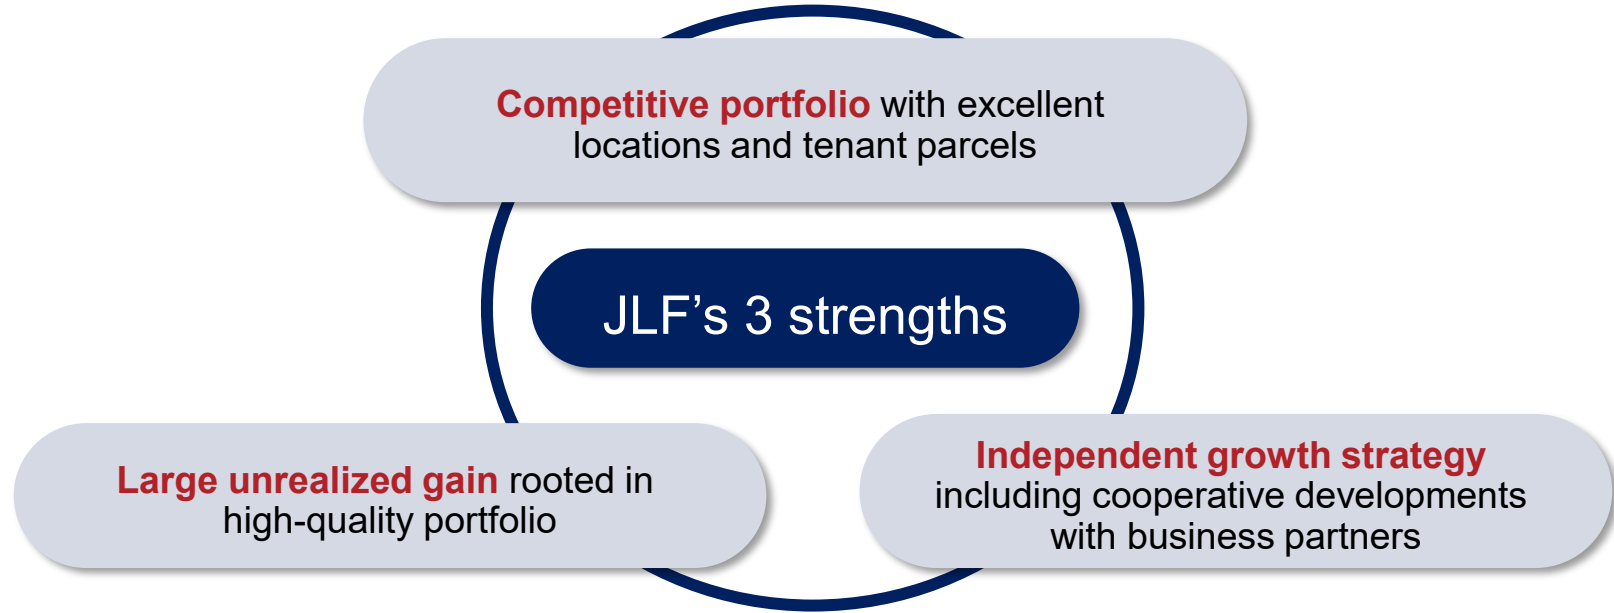 Competitive portfolio with excellent
locations and tenant parcels
JLF’s 3 strengths
Large unrealized gain rooted in
high-quality portfolio
Independent growth strategy
including cooperative developments
with business partners